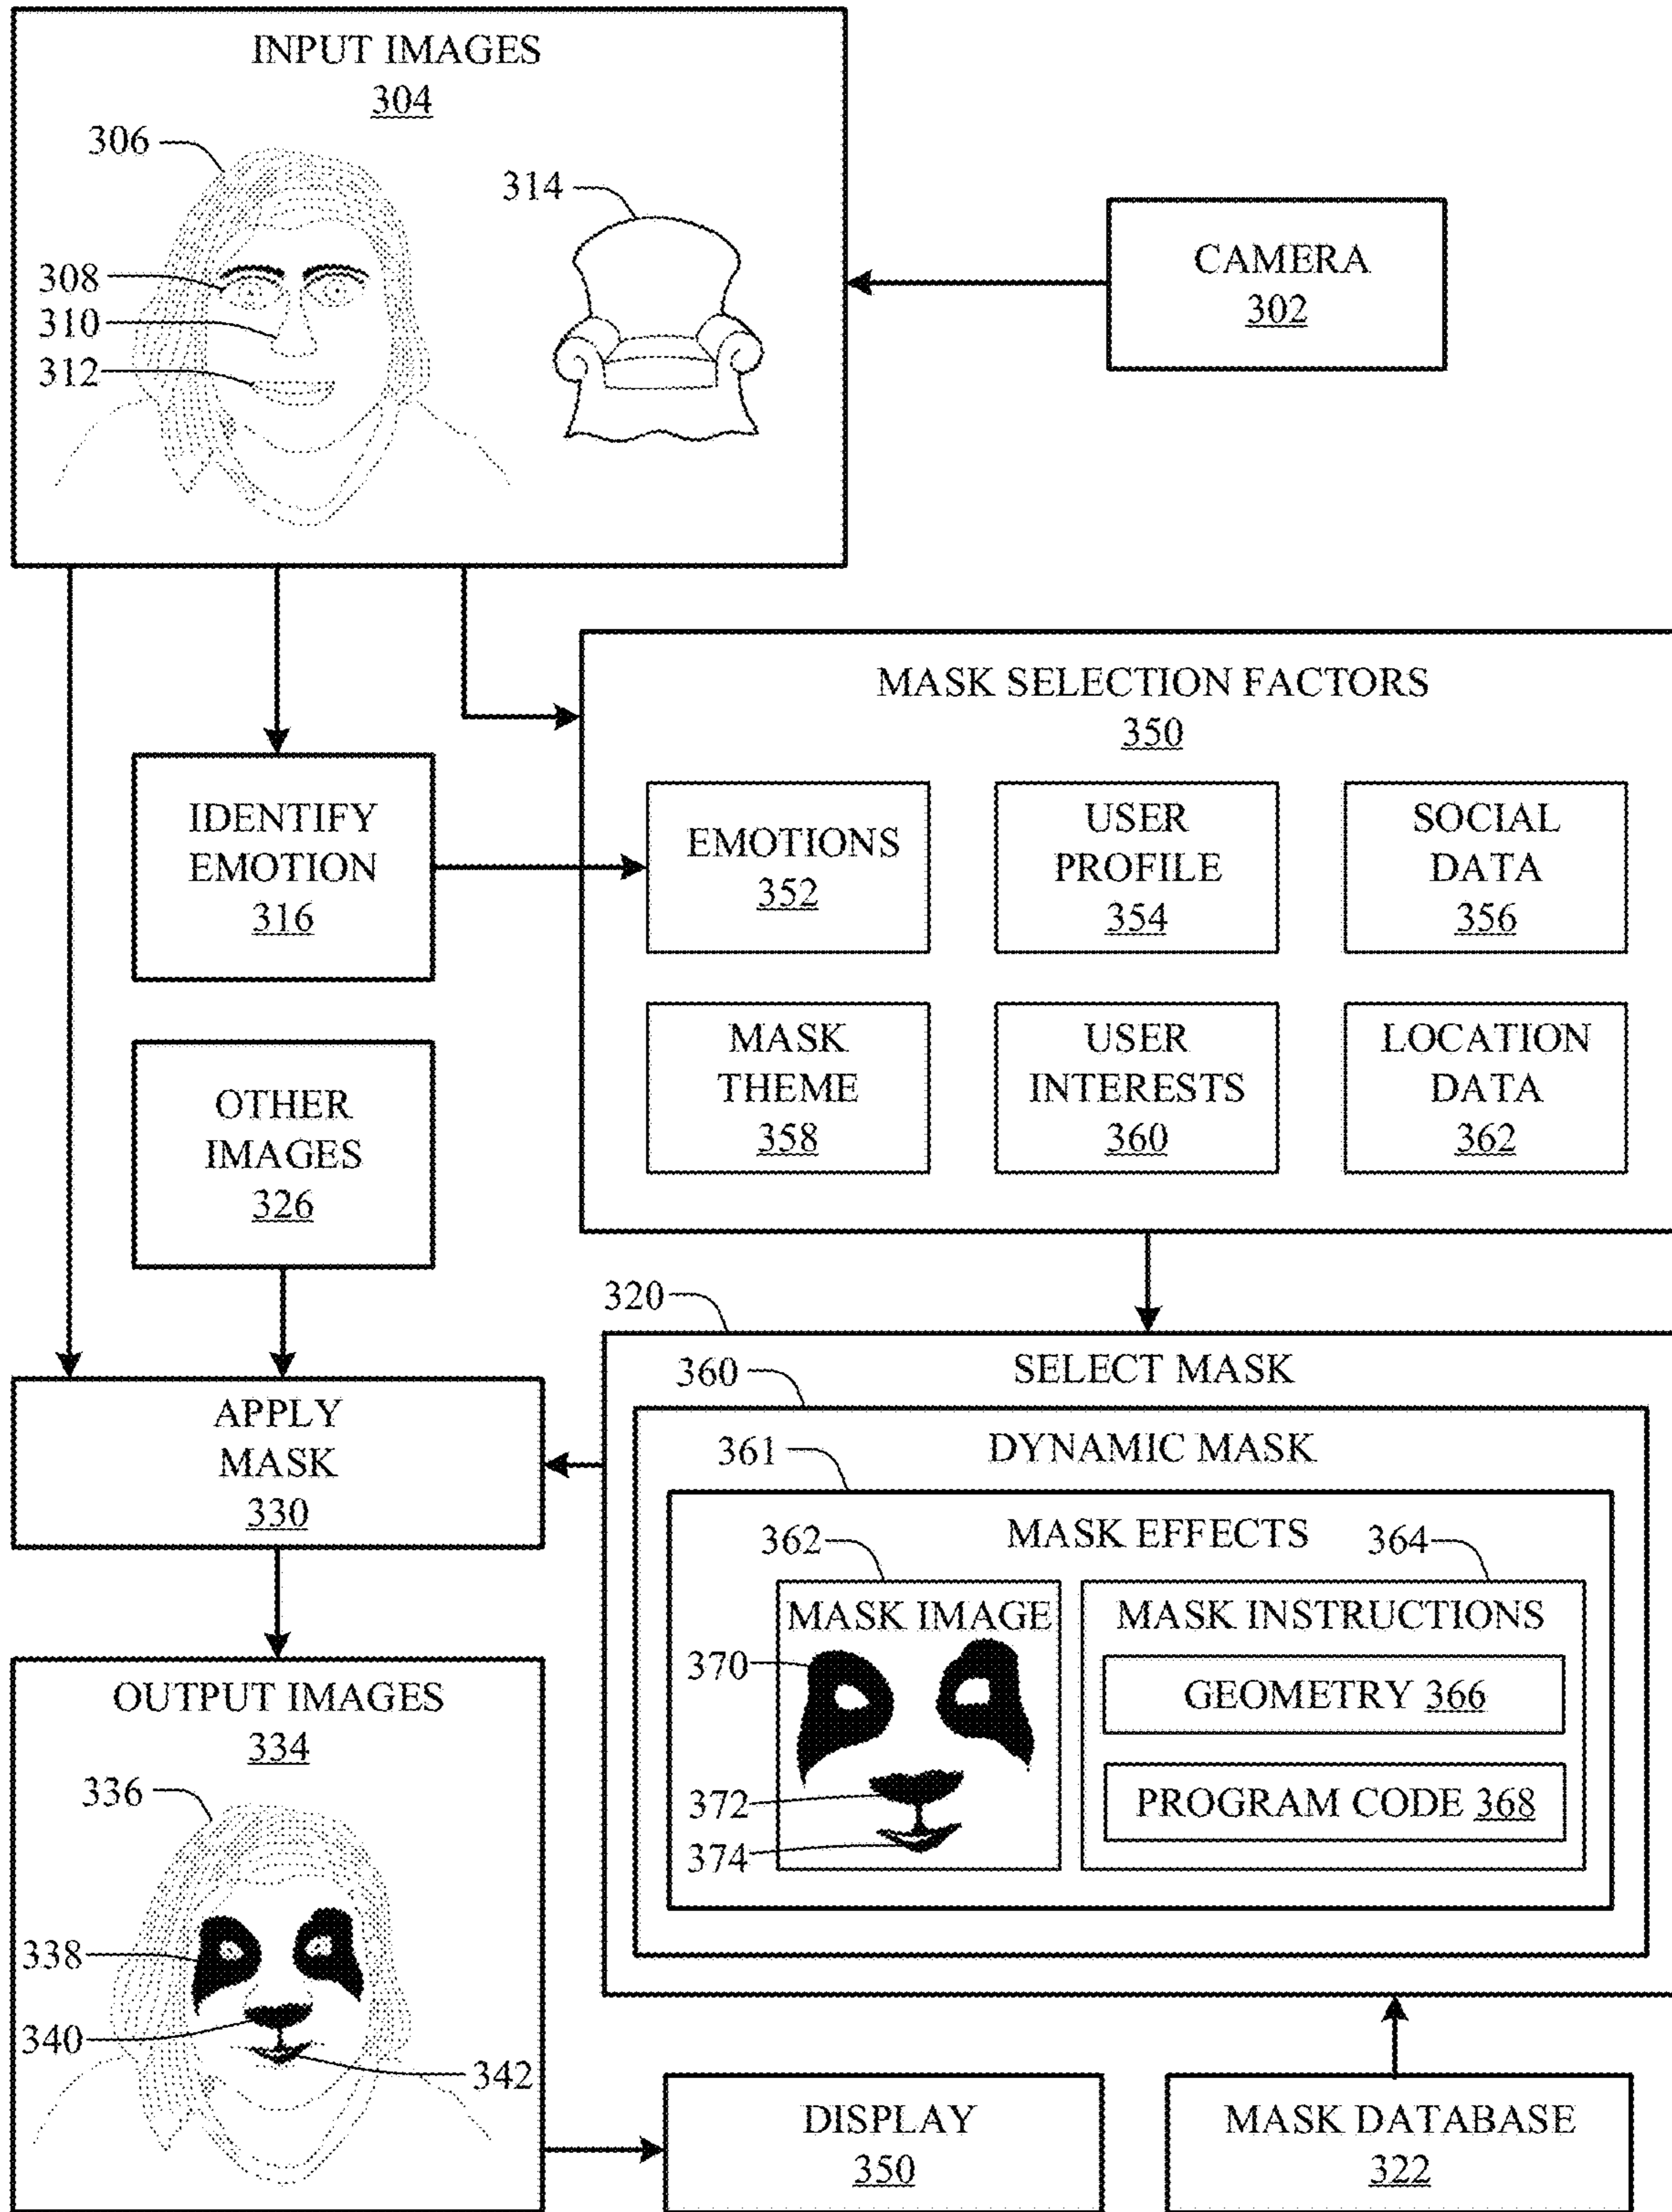 INPUT IMAGES
304
306
314
308
310
312
CAMERA
302
MASK SELECTION FACTORS
350
IDENTIFY
EMOTION
316
EMOTIONS
352
USER
PROFILE
354
SOCIAL
DATA
356
MASK
THEME
358
USER
INTERESTS
360
LOCATION
DATA
362
OTHER
IMAGES
326
320
SELECT MASK
360
DYNAMIC MASK
361
MASK EFFECTS
362
364
MASK IMAGE
370
372
374
MASK INSTRUCTIONS
GEOMETRY 366
PROGRAM CODE 368
APPLY
MASK
330
OUTPUT IMAGES
334
336
338
340
342
DISPLAY
350
MASK DATABASE
322